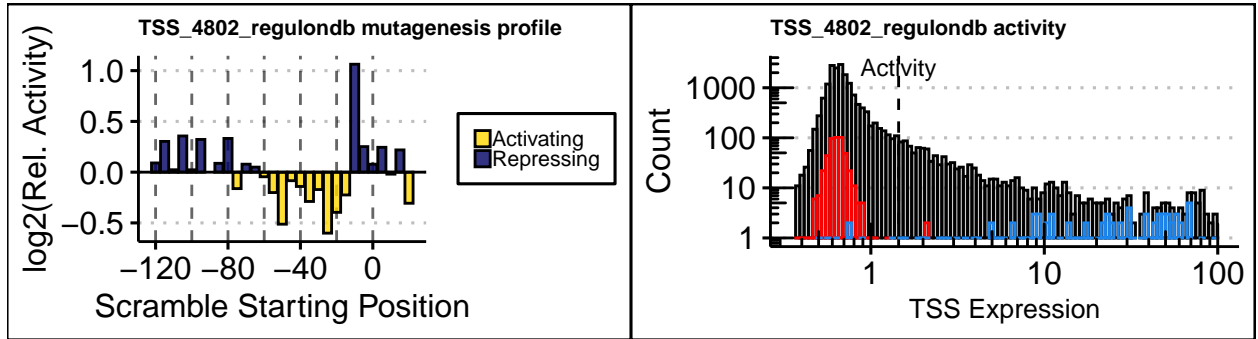 TSS_4802_regulondb mutagenesis profile
log2(Rel. Activity)
1.0
0.5
0.0
−0.5
−120
−80
−40
0
Scramble Starting Position
Activating
Repressing
TSS_4802_regulondb activity
Activity
Count
1000
100
10
1
1
10
100
TSS Expression